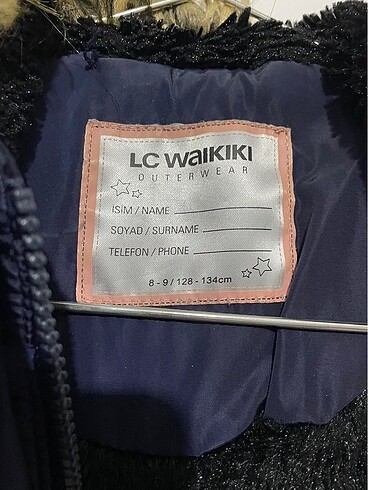 LC WAIKIKI
OUTERWEAR
İSİM / NAME
SOYAD / SURNAME
TELEFON / PHONE
8 - 9 / 128 - 134cm